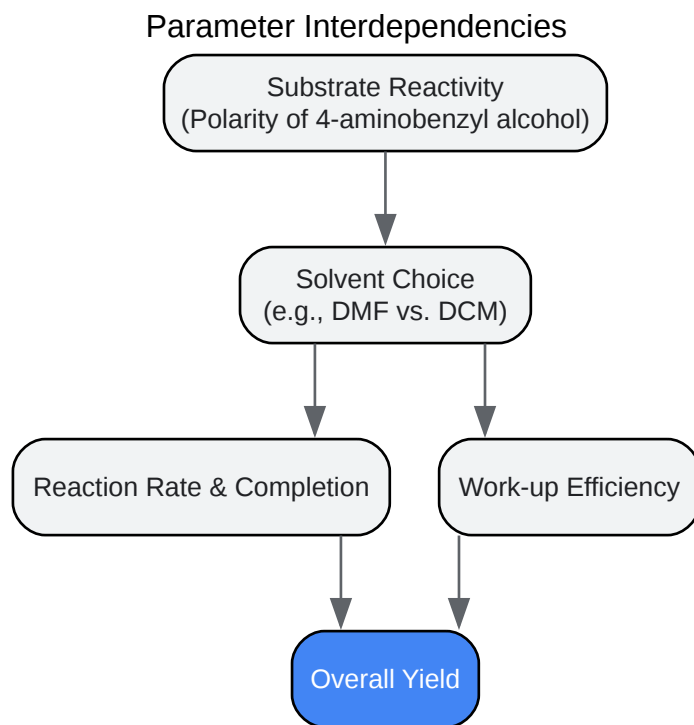 Parameter Interdependencies
Substrate Reactivity
(Polarity of 4-aminobenzyl alcohol)
Solvent Choice
(e.g., DMF vs. DCM)
Reaction Rate & Completion
Work-up Efficiency
Overall Yield